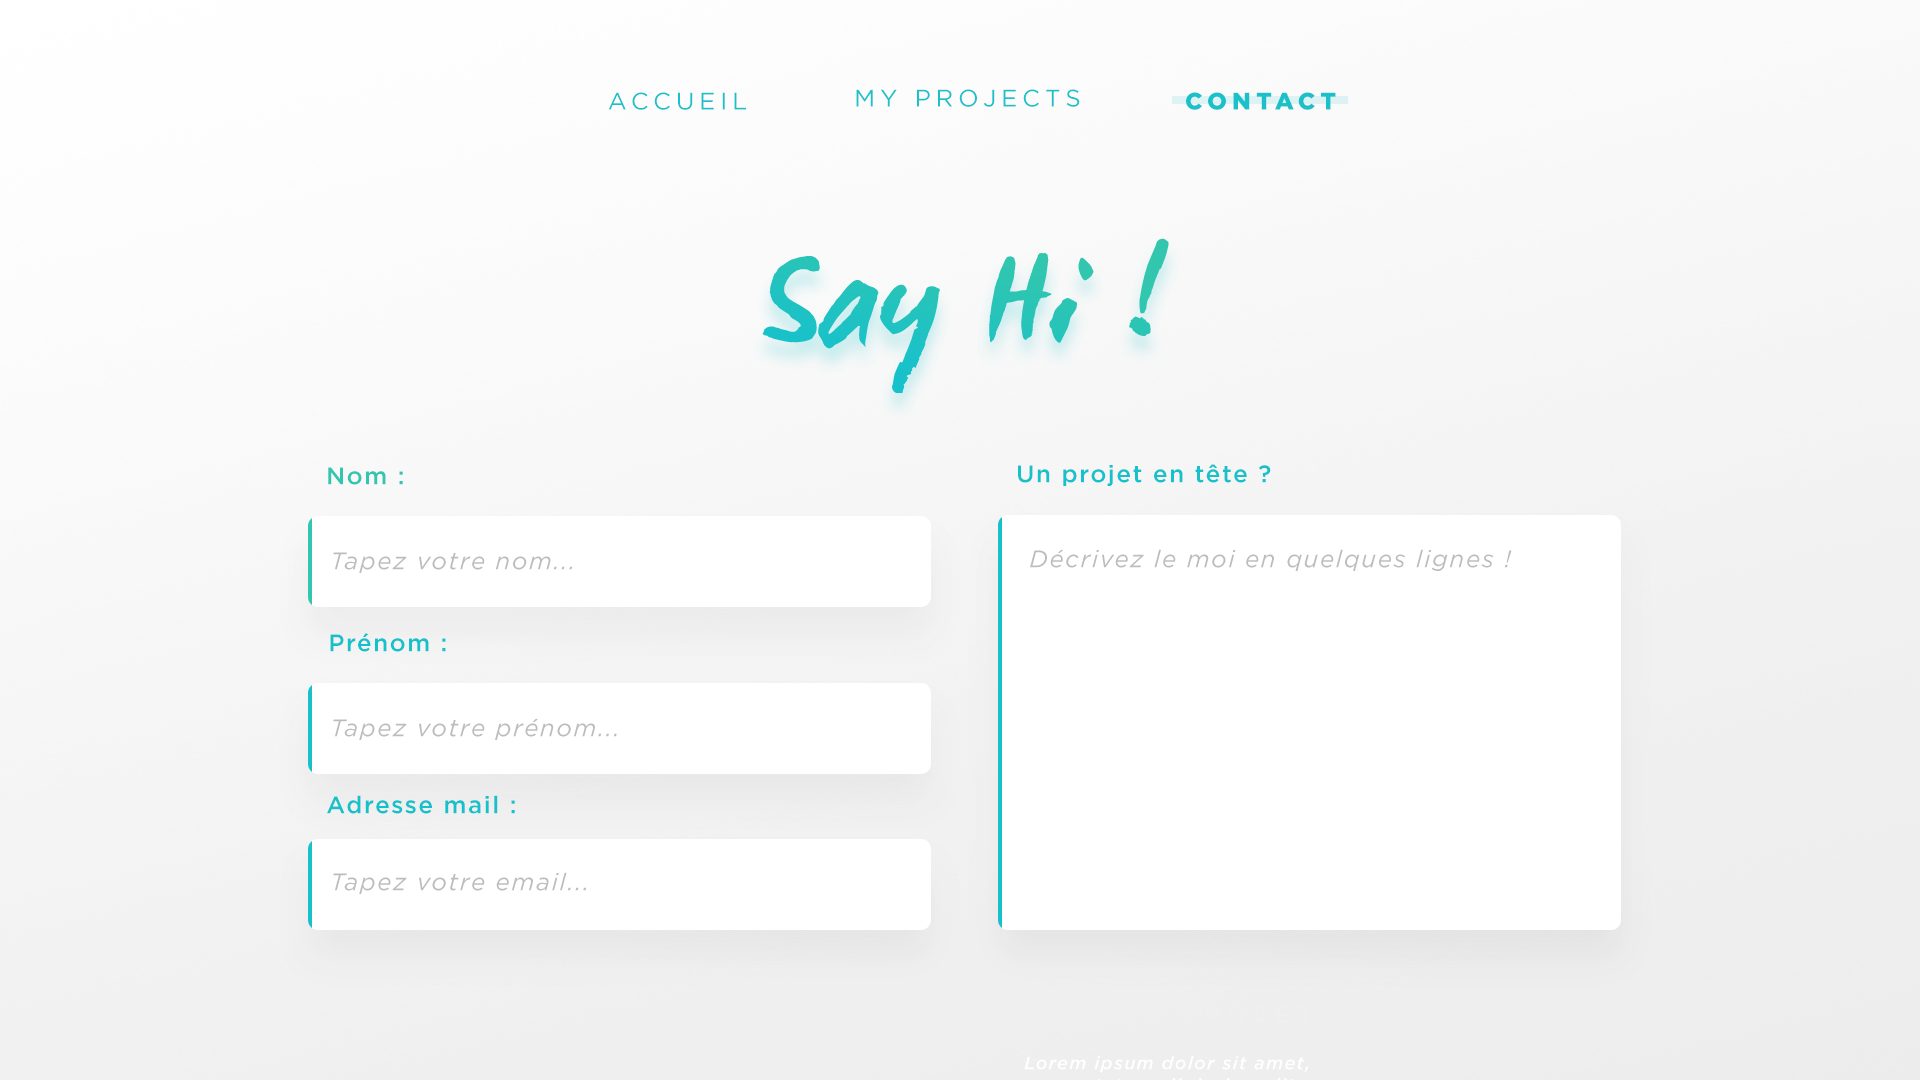 ACCUEIL
MY PROJECTS
CONTACT
Say Hi !
Nom :
Tapez votre nom...
Prénom :
Tapez votre prénom...
Adresse mail :
Tapez votre email...
Un projet en tête ?
Décrivez le moi en quelques lignes !
Lorem ipsum dolor sit amet,